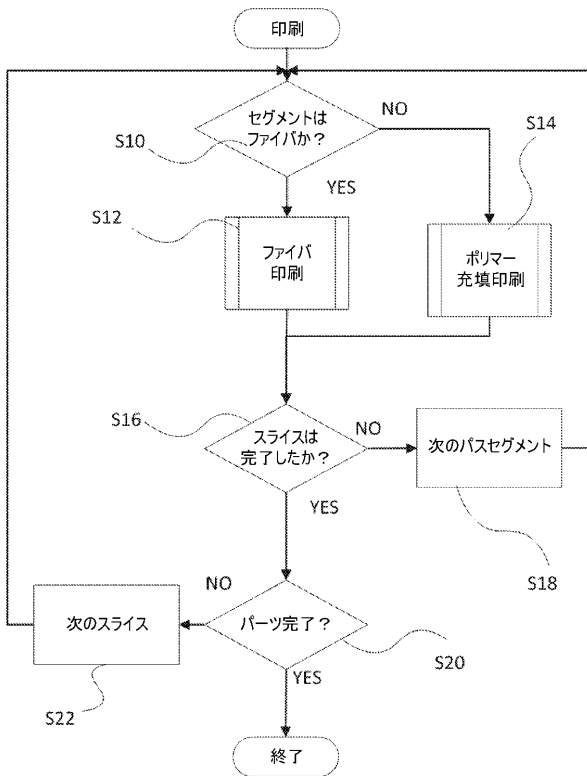 印刷
セグメントは
ファイバか？
NO
S10
S14
YES
S12
ファイバ
印刷
ポリマー
充填印刷
S16
スライスは
完了したか？
NO
次のパスセグメント
YES
S18
NO
次のスライス
パーツ完了？
S20
S22
YES
終了